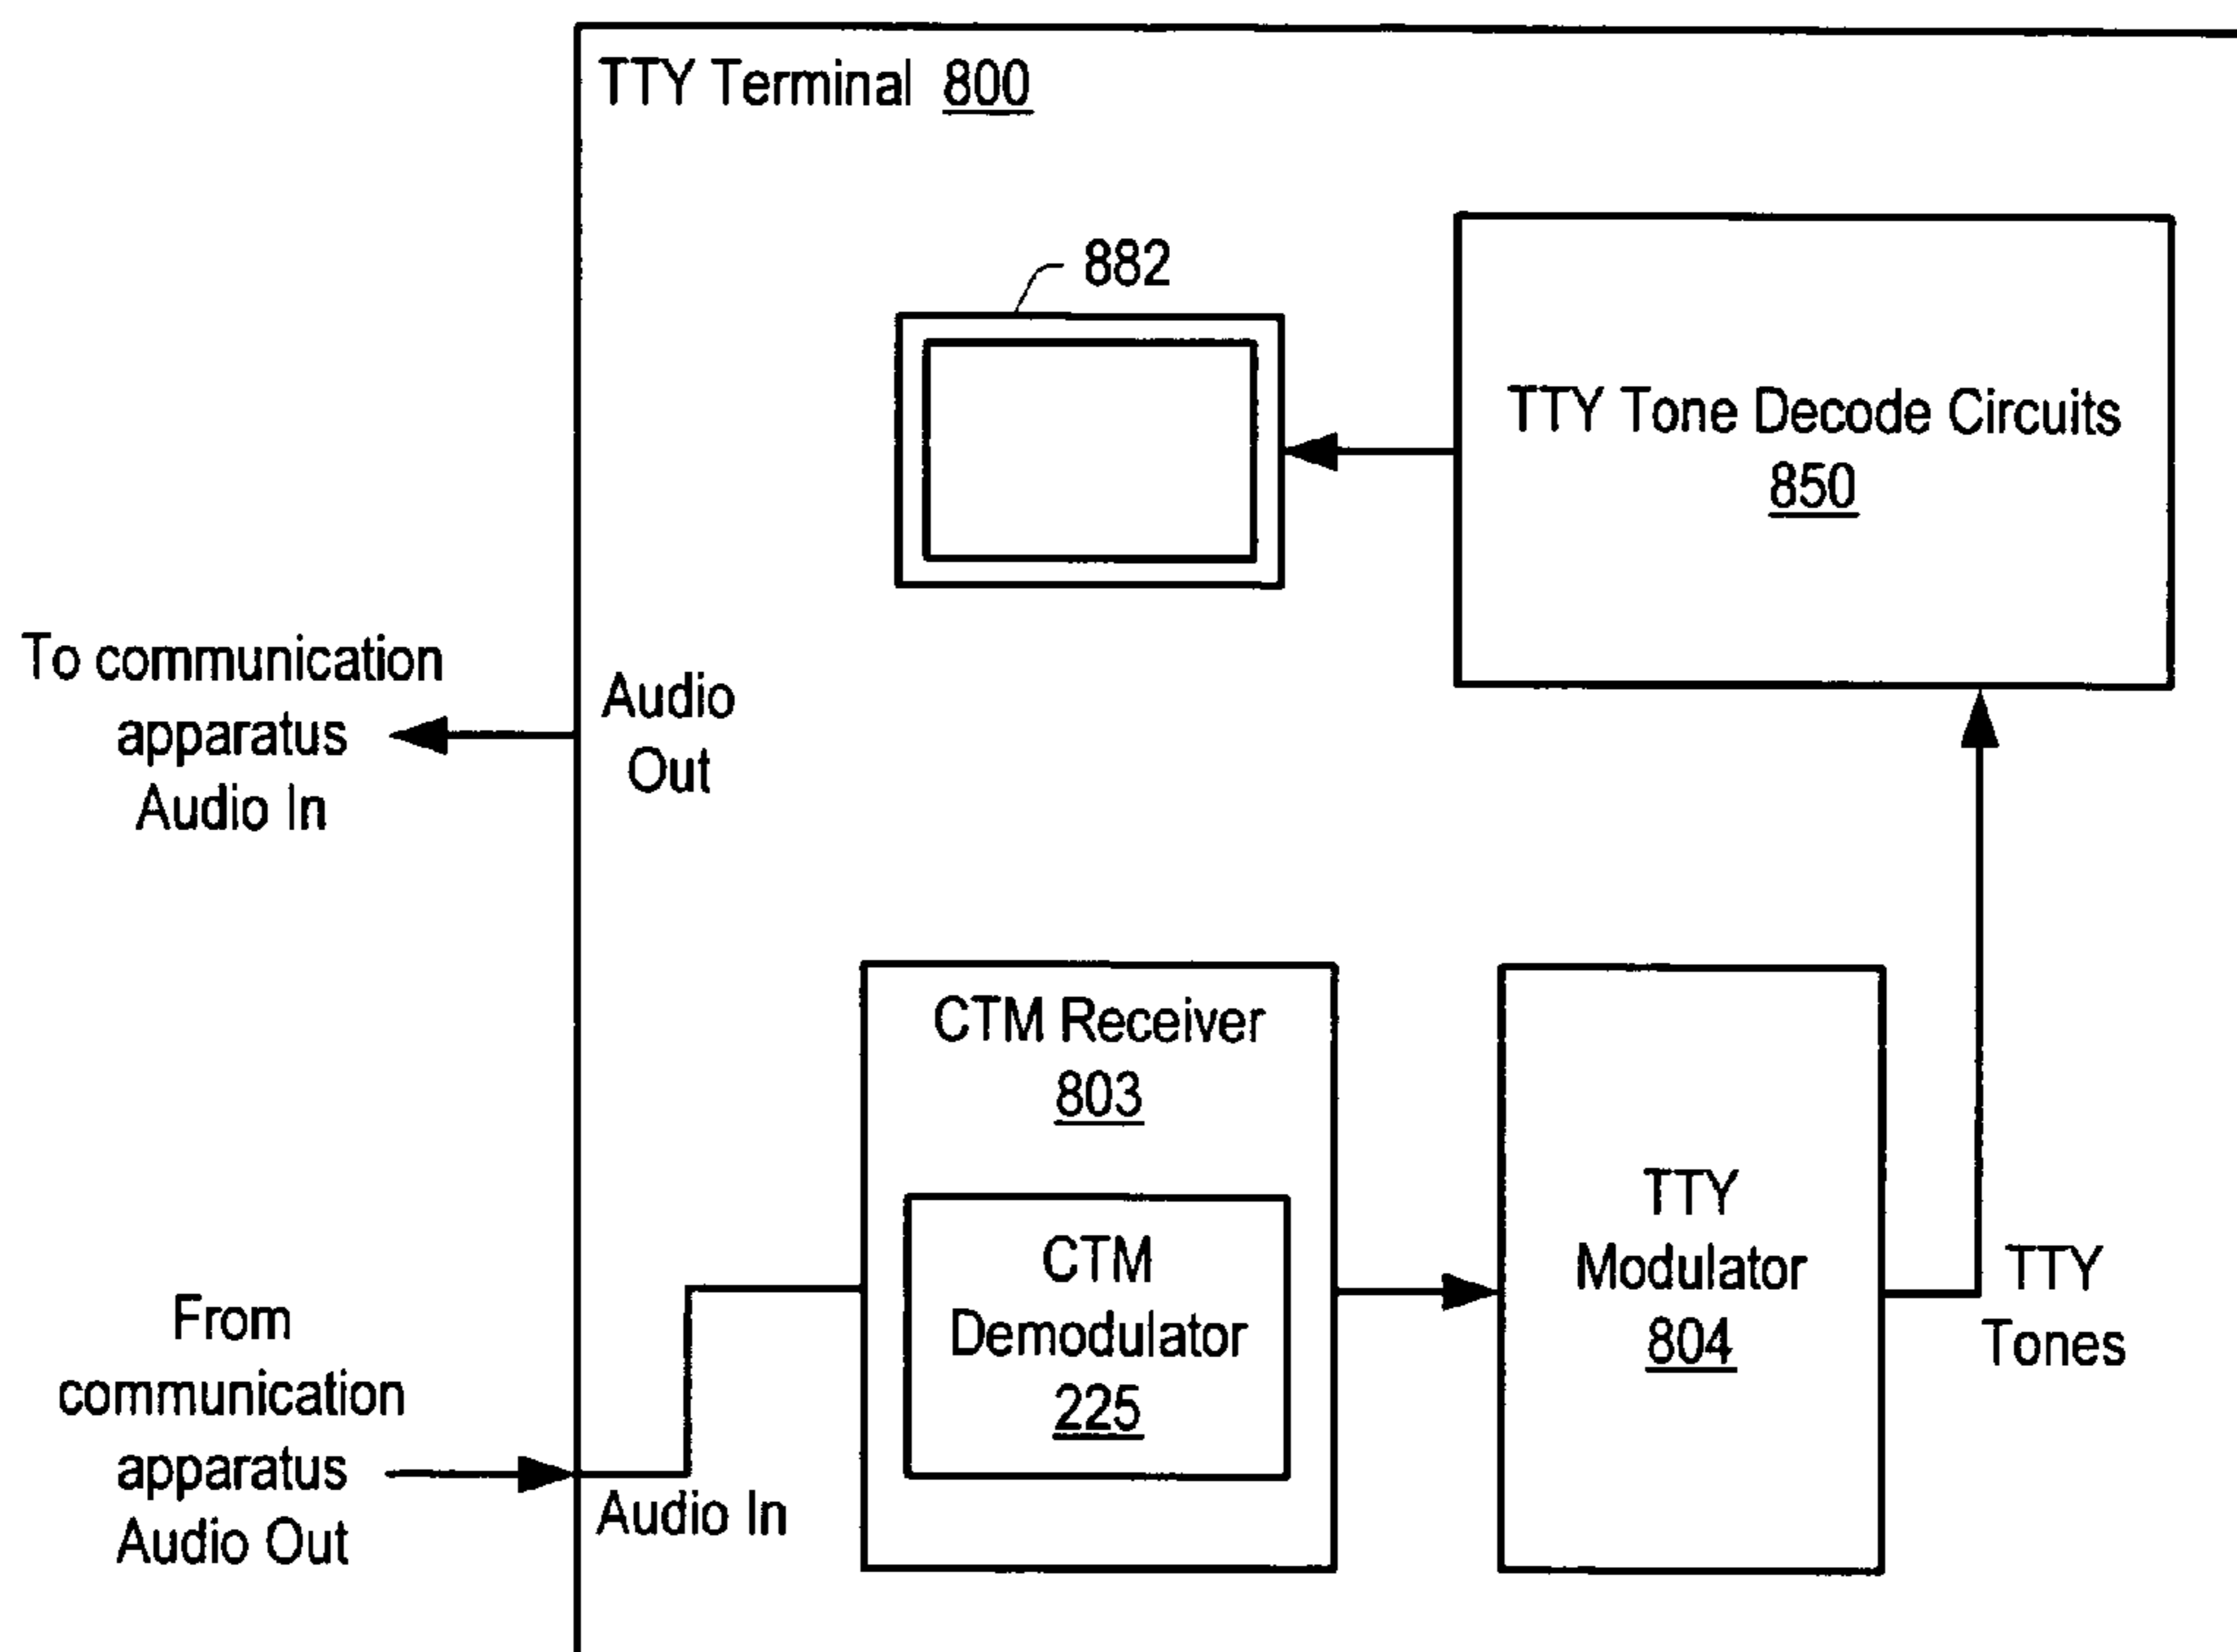 TTY Terminal 800
882
TTY Tone Decode Circuits
850
To communication
apparatus
Audio In
Audio
Out
CTM Receiver
803
CTM
Demodulator
225
TTY
Modulator
804
TTY
Tones
From
communication
apparatus
Audio Out
Audio In